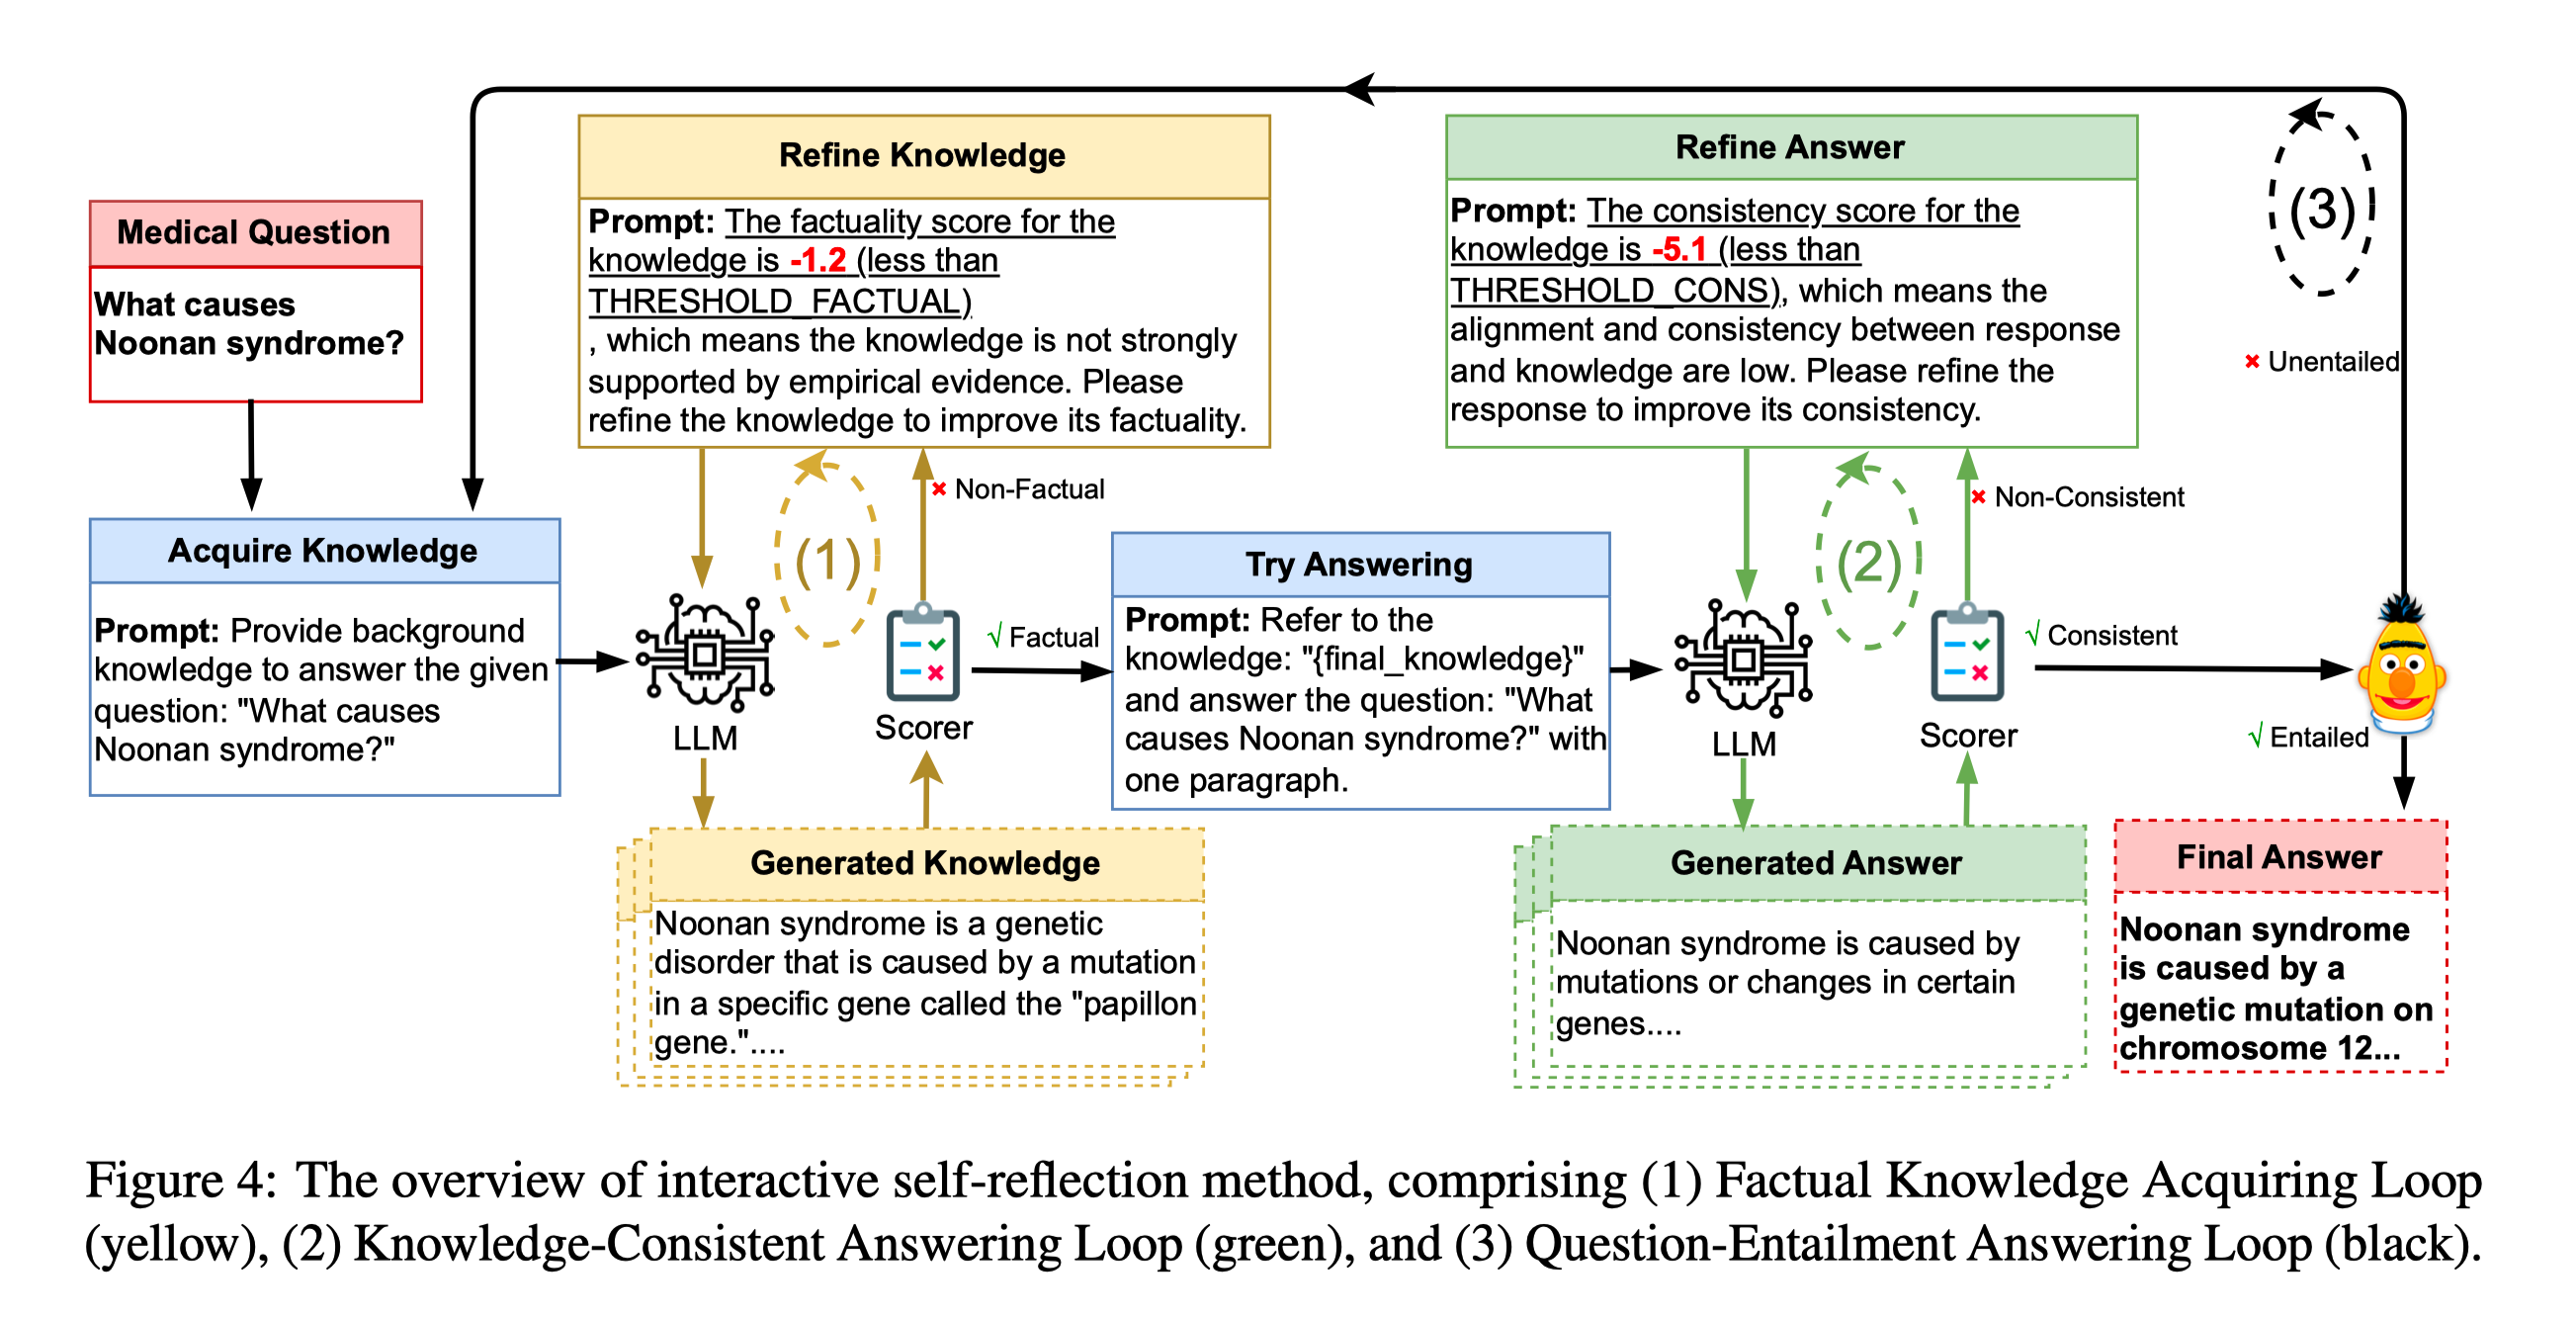 Refine Knowledge
Prompt: The factuality score for the
knowledge is -1.2 (less than
THRESHOLD_FACTUAL)
, which means the knowledge is not strongly
supported by empirical evidence. Please
refine the knowledge to improve its factuality.
Refine Answer
Prompt: The consistency score for the
knowledge is -5.1 (less than
THRESHOLD_CONS), which means the
alignment and consistency between response
and knowledge are low. Please refine the
response to improve its consistency.
(3)
✖ Unentailed
Medical Question
What causes
Noonan syndrome?
Acquire Knowledge
Prompt: Provide background
knowledge to answer the given
question: "What causes
Noonan syndrome?"
(1)
✖ Non-Factual
LLM
Scorer
√ Factual
Try Answering
Prompt: Refer to the
knowledge: "{final_knowledge}"
and answer the question: "What
causes Noonan syndrome?" with
one paragraph.
(2)
✖ Non-Consistent
LLM
Scorer
√ Consistent
√ Entailed
Generated Knowledge
Noonan syndrome is a genetic
disorder that is caused by a mutation
in a specific gene called the "papillon
gene."....
Generated Answer
Noonan syndrome is caused by
mutations or changes in certain
genes....
Final Answer
Noonan syndrome
is caused by a
genetic mutation on
chromosome 12...
Figure 4: The overview of interactive self-reflection method, comprising (1) Factual Knowledge Acquiring Loop
(yellow), (2) Knowledge-Consistent Answering Loop (green), and (3) Question-Entailment Answering Loop (black).